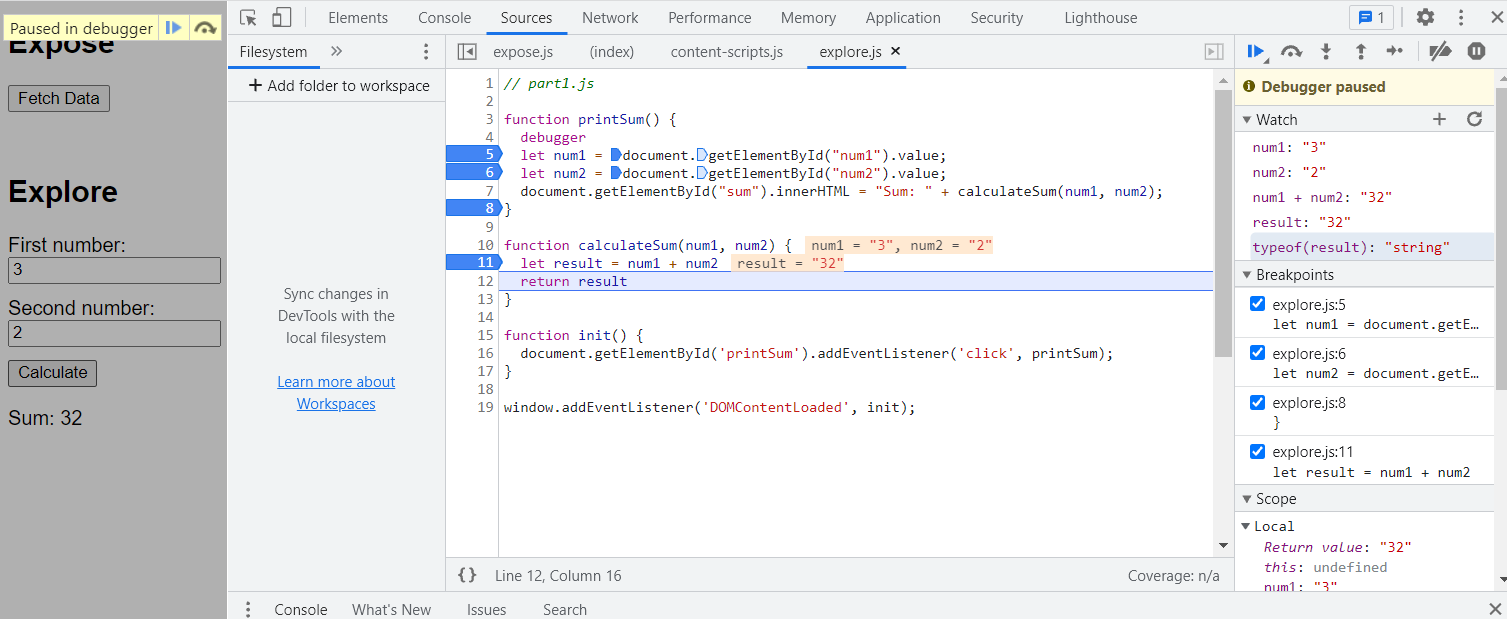 Paused in debugger
Expose
Fetch Data
Explore
First number:
3
Second number:
2
Calculate
Sum: 32
Elements Console Sources Network Performance Memory Application Security Lighthouse 1
Filesystem
+ Add folder to workspace
Sync changes in
DevTools with the
local filesystem
Learn more about
Workspaces
expose.js (index) content-scripts.js explore.js
1 // part1.js
2
3 function printSum() {
4 debugger
5 let num1 = document.getElementById("num1").value;
6 let num2 = document.getElementById("num2").value;
7 document.getElementById("sum").innerHTML = "Sum: " + calculateSum(num1, num2);
8 }
9
10 function calculateSum(num1, num2) { num1 = "3", num2 = "2"
11 let result = num1 + num2 result = "32"
12 return result
13 }
14
15 function init() {
16 document.getElementById('printSum').addEventListener('click', printSum);
17 }
18
19 window.addEventListener('DOMContentLoaded', init);
{} Line 12, Column 16 Coverage: n/a
Debugger paused
Watch
num1: "3"
num2: "2"
num1 + num2: "32"
result: "32"
typeof(result): "string"
Breakpoints
explore.js:5
let num1 = document.getE…
explore.js:6
let num2 = document.getE…
explore.js:8
}
explore.js:11
let result = num1 + num2
Scope
Local
Return value: "32"
this: undefined
num1: "3"
Console What's New Issues Search